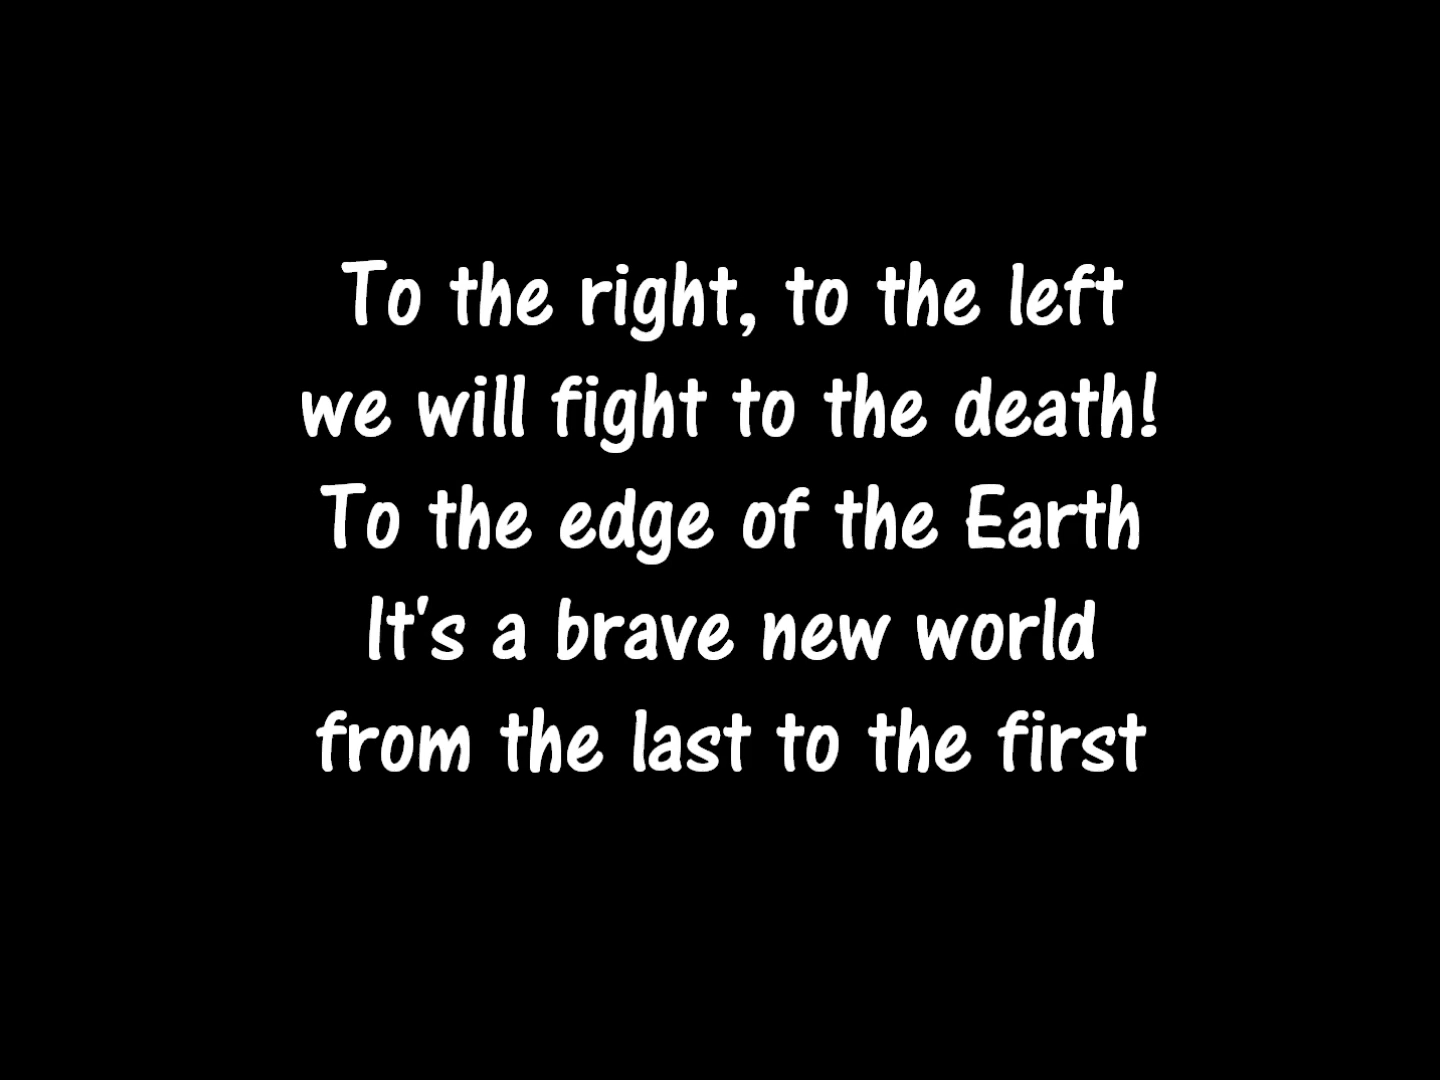 To the right, to the left
we will fight to the death!
To the edge of the Earth
It's a brave new world
from the last to the first